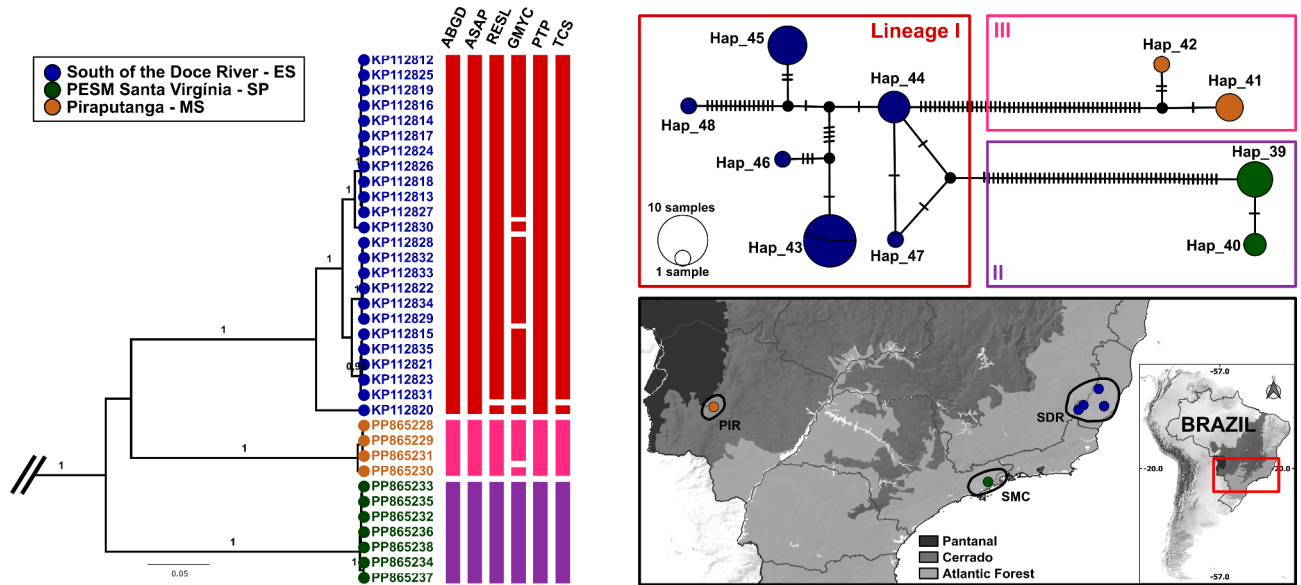 ABGD ASAP RESL GMYC PTP TCS
South of the Doce River - ES
PESM Santa Virgínia - SP
Piraputanga - MS
KP112812
KP112825
KP112819
KP112816
KP112814
KP112817
KP112824
KP112826
KP112818
KP112813
KP112827
KP112830
KP112828
KP112832
KP112833
KP112822
KP112834
KP112829
KP112815
KP112835
KP112821
KP112823
KP112831
KP112820
PP865228
PP865229
PP865231
PP865230
PP865233
PP865235
PP865232
PP865236
PP865238
PP865234
PP865237
1
1
1
1
0,9
1
1
1
1
0.05
Lineage I
Hap_45
Hap_44
Hap_48
Hap_46
Hap_43
Hap_47
10 samples
1 sample
III
Hap_42
Hap_41
Hap_39
Hap_40
II
PIR
SDR
SMC
Pantanal
Cerrado
Atlantic Forest
-57.0
BRAZIL
-20.0
20.0
-57.0